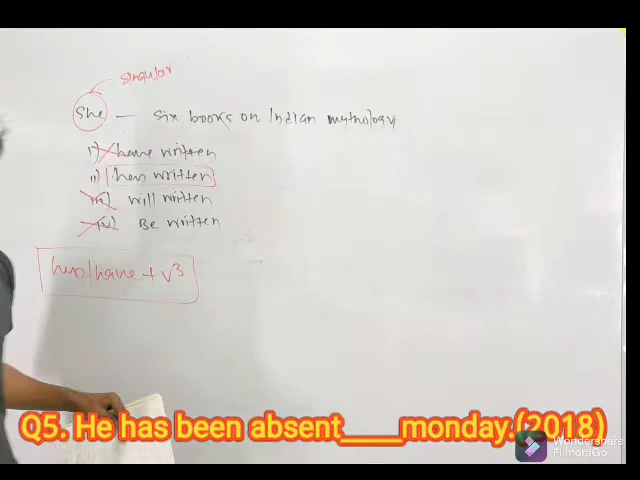 singular
She — six books on Indian mythology
i) have written
ii) has written
iii) will written
iv) Be written
has/have + v³
Q5. He has been absent____monday.(2018)
Wondershare
FilmoraGo